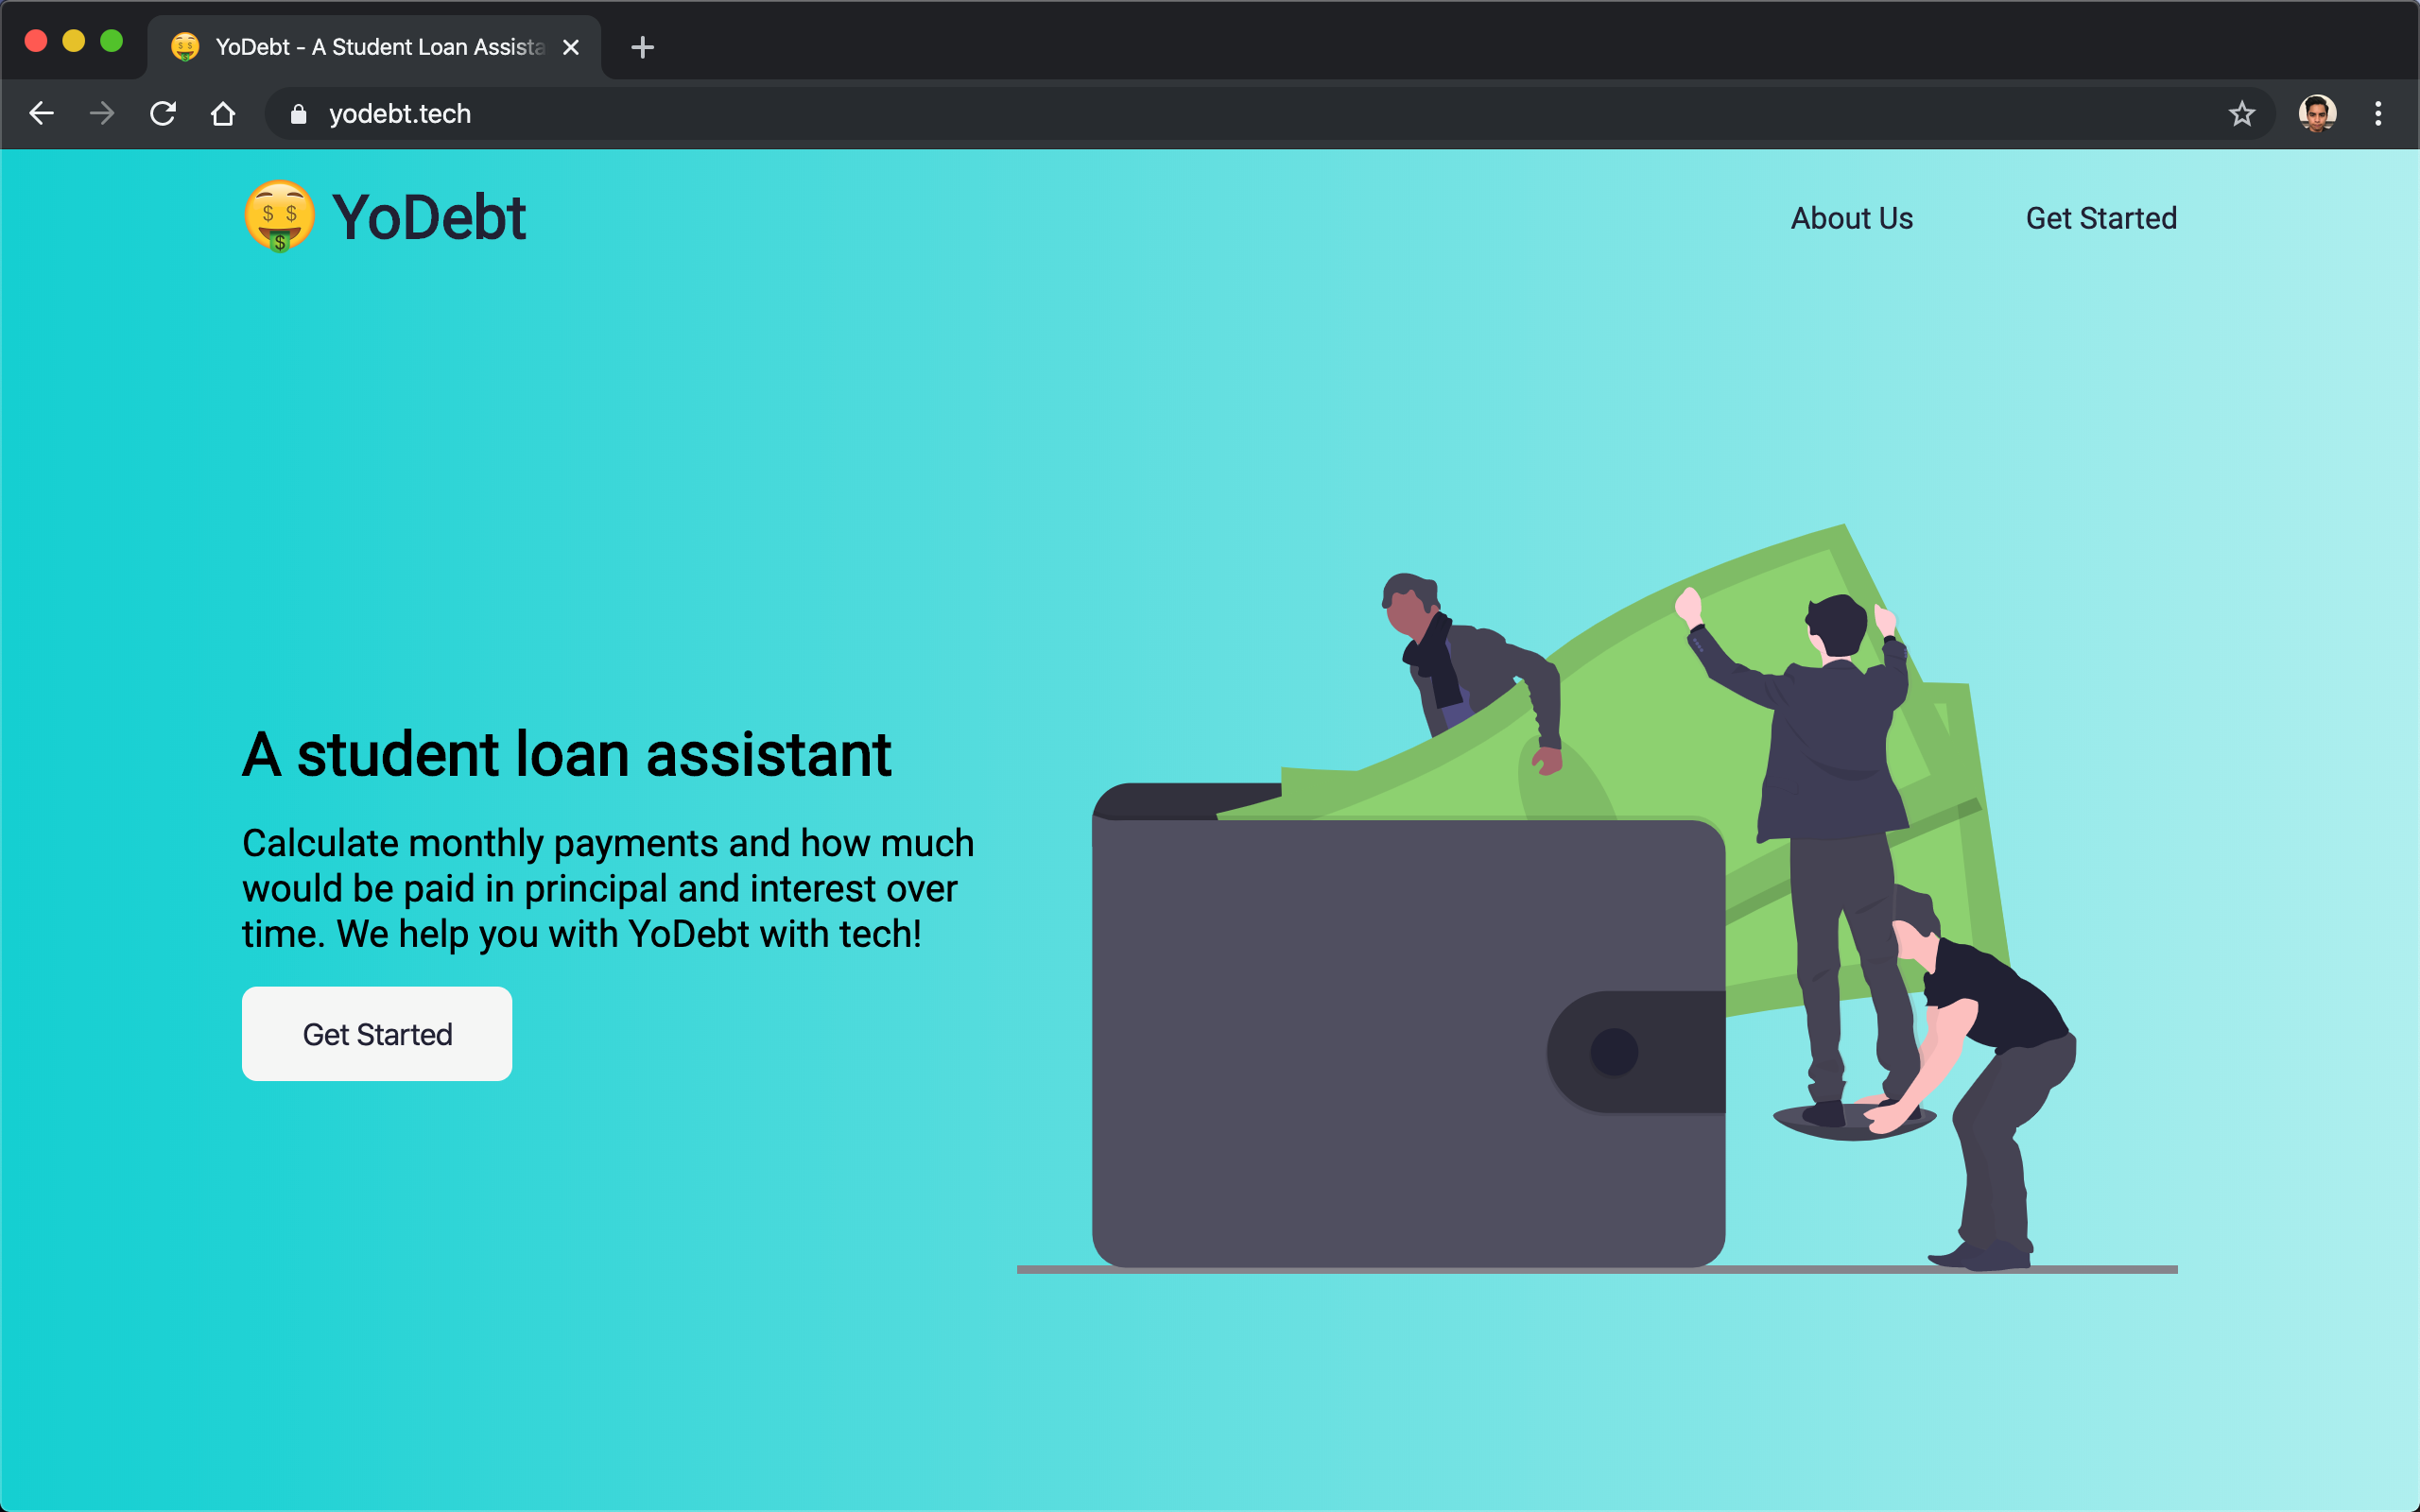 YoDebt - A Student Loan Assista
yodebt.tech
YoDebt
About Us
Get Started
A student loan assistant
Calculate monthly payments and how much
would be paid in principal and interest over
time. We help you with YoDebt with tech!
Get Started